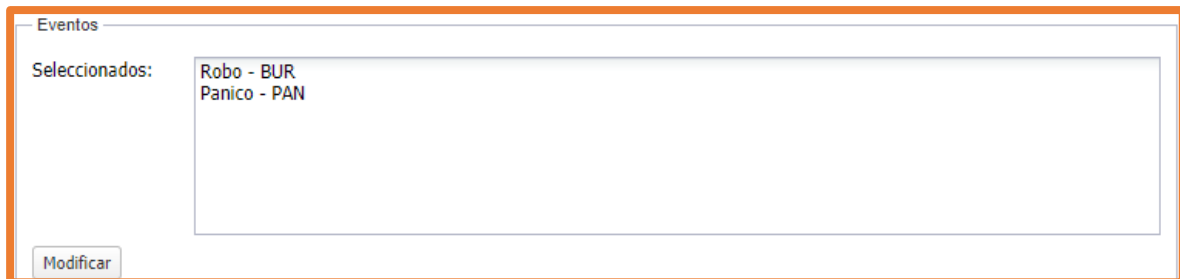 Eventos
Seleccionados:
Robo - BUR
Panico - PAN
Modificar